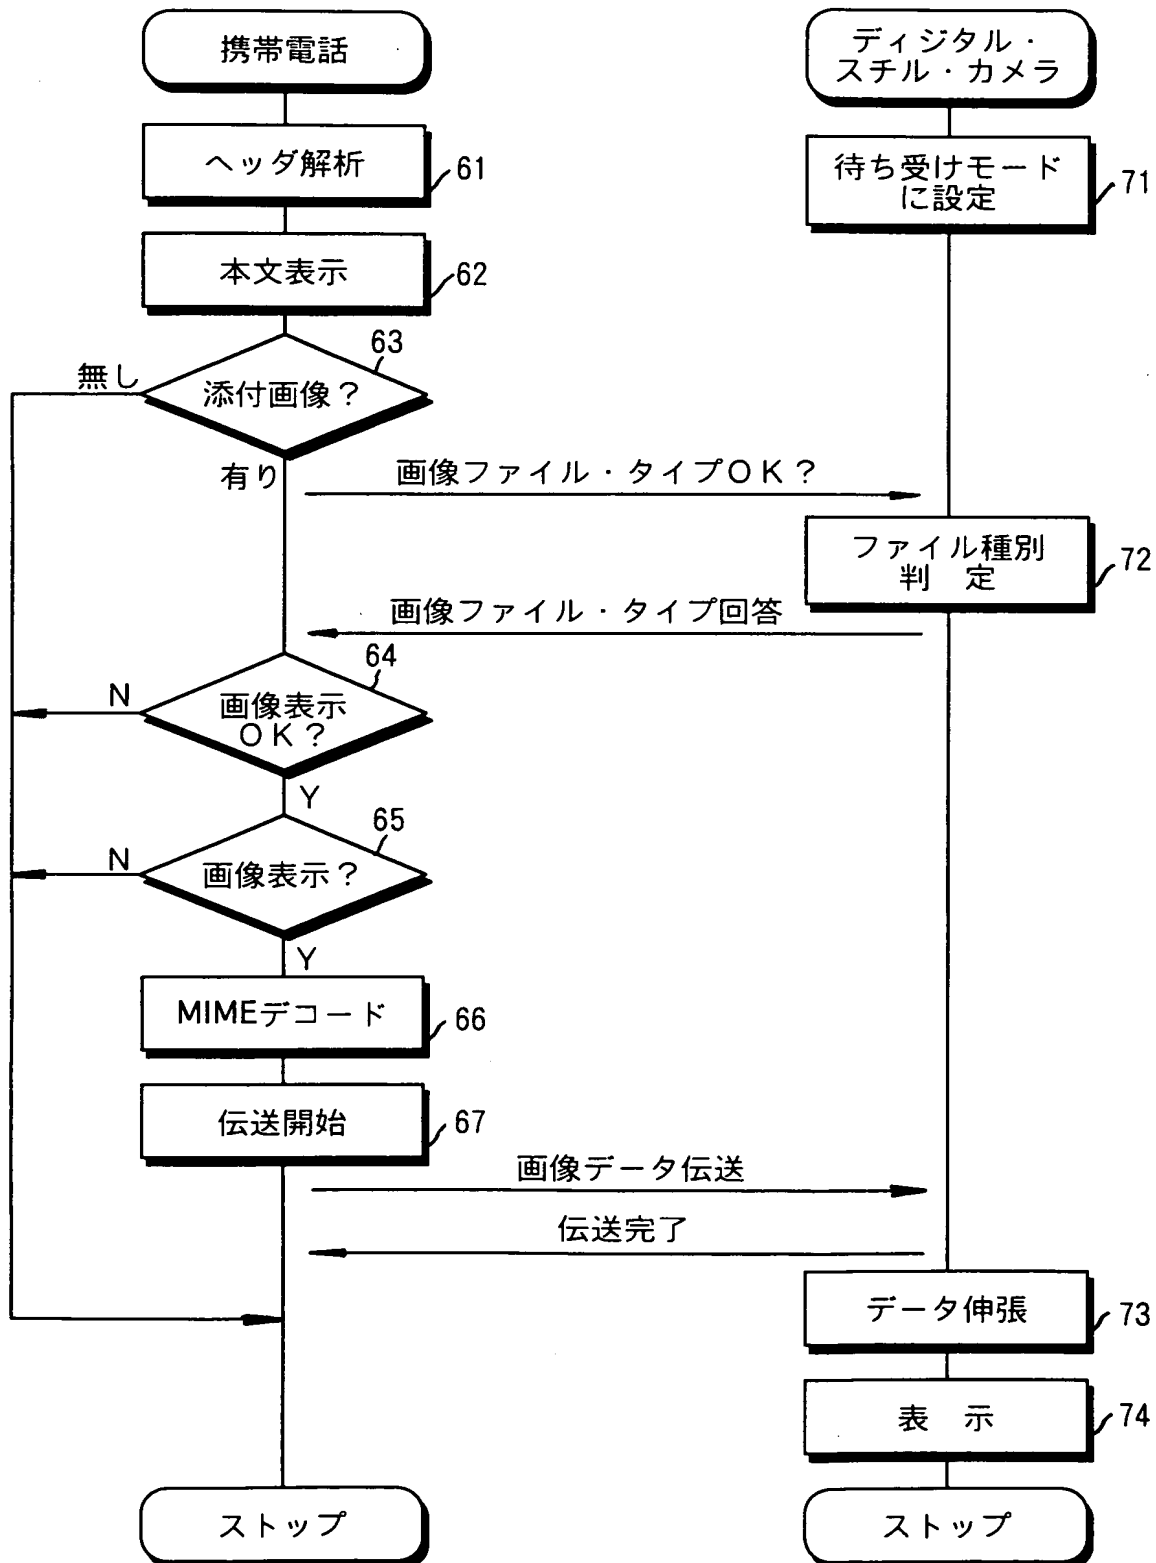 携帯電話
ディジタル・
スチル・カメラ
ヘッダ解析
61
待ち受けモード
に設定
71
本文表示
62
63
無し
添付画像？
有り
画像ファイル・タイプＯＫ？
ファイル種別
判　定
72
画像ファイル・タイプ回答
64
N
画像表示
ＯＫ？
Y
65
N
画像表示？
Y
MIMEデコード
66
伝送開始
67
画像データ伝送
伝送完了
データ伸張
73
表　示
74
ストップ
ストップ